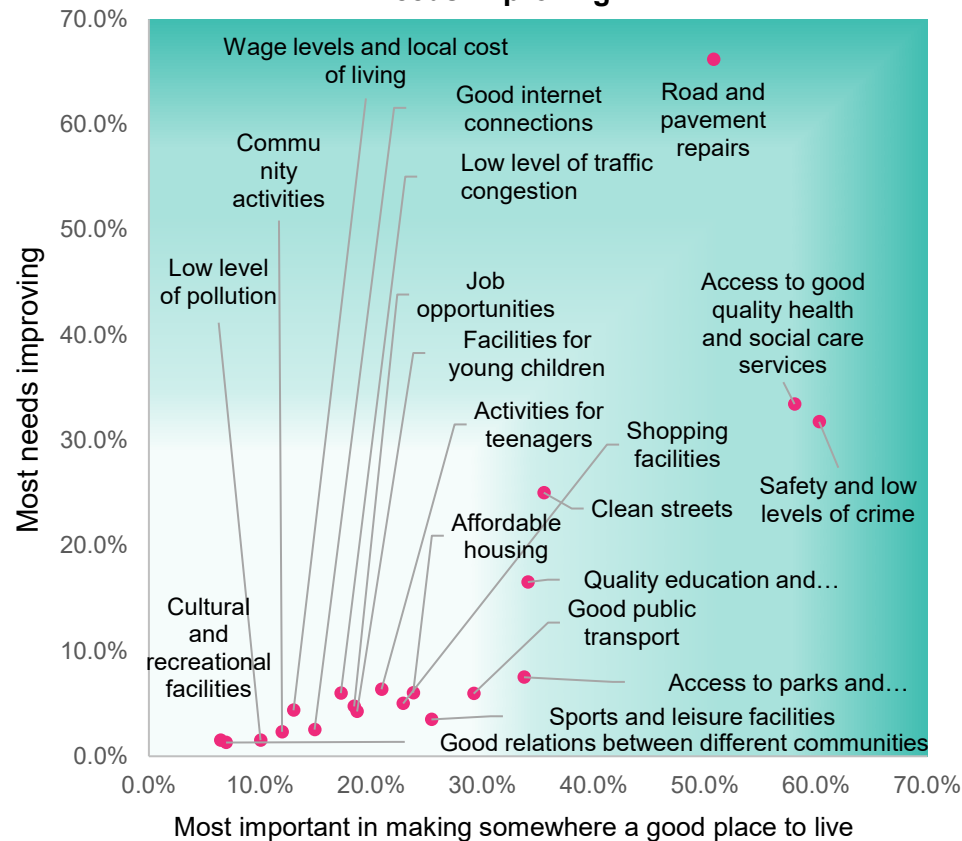 70.0%
60.0%
50.0%
40.0%
30.0%
20.0%
10.0%
0.0%
Most needs improving
Wage levels and local cost
of living
Good internet
connections
Road and
pavement
repairs
Commu
nity
activities
Low level of traffic
congestion
Low level
of pollution
Job
opportunities
Access to good
quality health
and social care
services
Facilities for
young children
Activities for
teenagers
Shopping
facilities
Safety and low
levels of crime
Clean streets
Affordable
housing
Quality education and…
Good public
transport
Cultural
and
recreational
facilities
Access to parks and…
Sports and leisure facilities
Good relations between different communities
0.0% 10.0% 20.0% 30.0% 40.0% 50.0% 60.0% 70.0%
Most important in making somewhere a good place to live